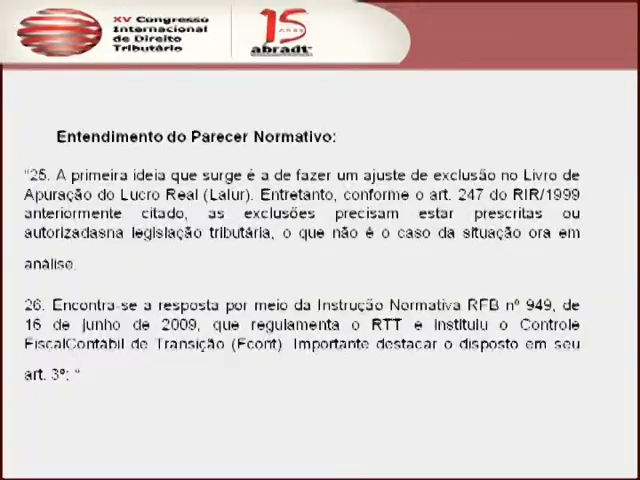 XV Congresso
Internacional
de Direito
Tributário
15
anos
abradt
Entendimento do Parecer Normativo:
“25. A primeira ideia que surge é a de fazer um ajuste de exclusão no Livro de
Apuração do Lucro Real (Lalur). Entretanto, conforme o art. 247 do RIR/1999
anteriormente citado, as exclusões precisam estar prescritas ou
autorizadasna legislação tributária, o que não é o caso da situação ora em
análise.
26. Encontra-se a resposta por meio da Instrução Normativa RFB nº 949, de
16 de junho de 2009, que regulamenta o RTT e instituiu o Controle
FiscalContábil de Transição (Fcont). Importante destacar o disposto em seu
art. 3º: “